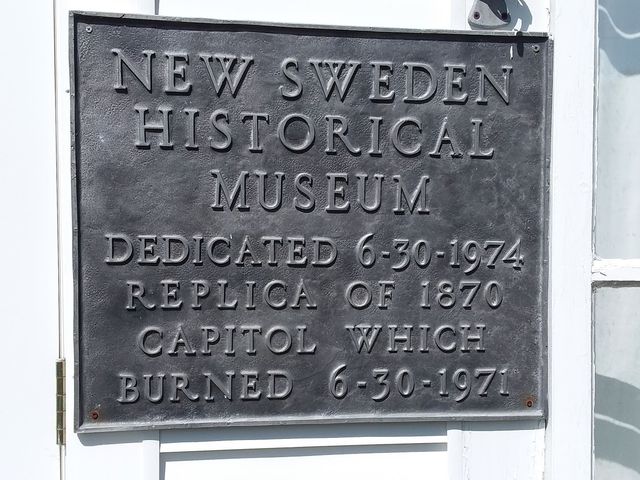 NEW SWEDEN
HISTORICAL
MUSEUM
DEDICATED 6-30-1974
REPLICA OF 1870
CAPITOL WHICH
BURNED 6-30-1971